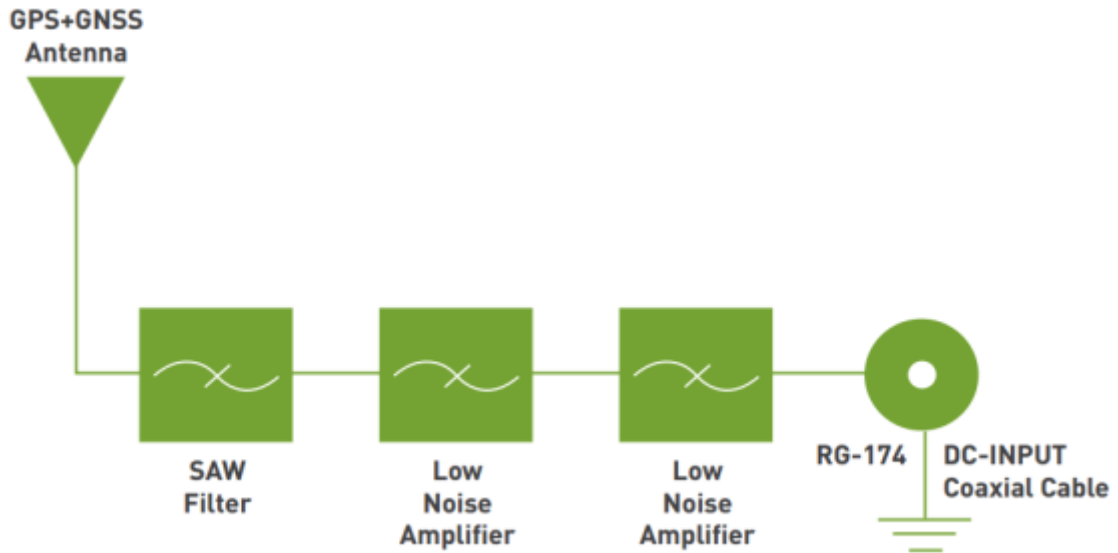 GPS+GNSS
Antenna
SAW
Filter
Low
Noise
Amplifier
Low
Noise
Amplifier
RG-174
DC-INPUT
Coaxial Cable